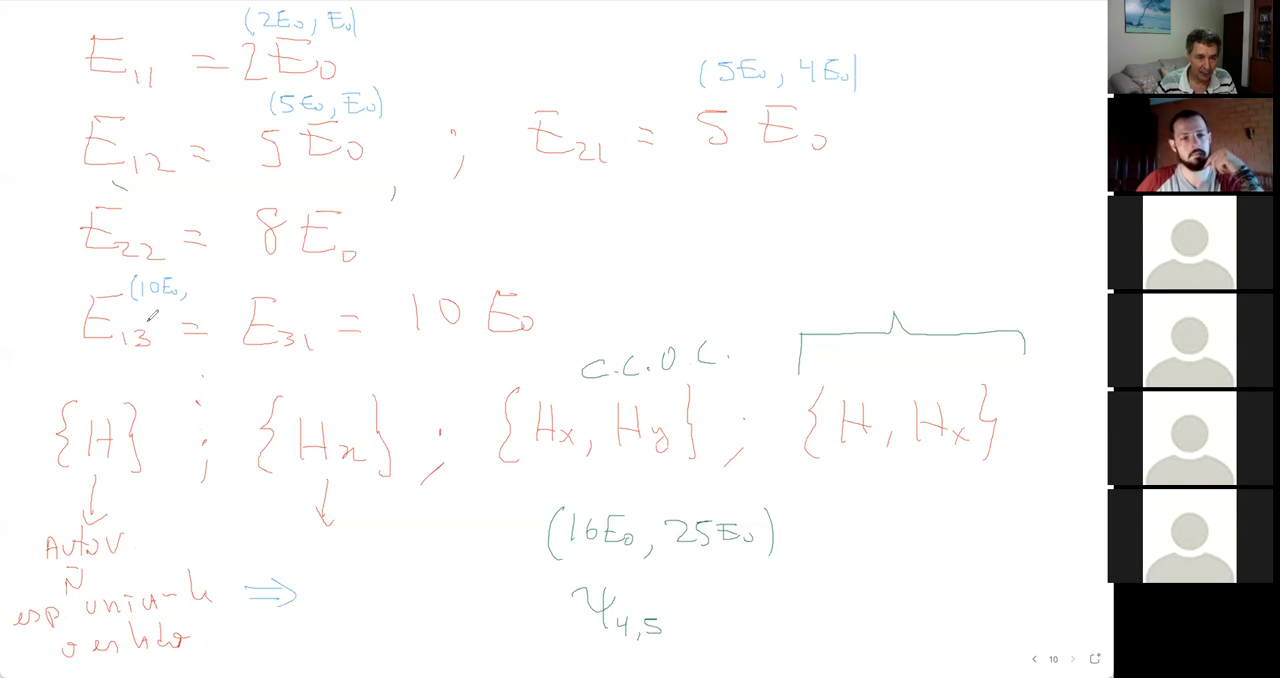 (2E₀, E₀)
E₁₁ = 2E₀
(5E₀, E₀) (5E₀, 4E₀)
E₁₂ = 5E₀ ; E₂₁ = 5E₀
E₂₂ = 8E₀
(10E₀,
E₁₃ = E₃₁ = 10E₀
C.C.O.C.
{H} ; {Hx} ; {Hx, Hy} ; {H, Hx}
(16E₀, 25E₀)
AutoV
Ñ
esp
Ψ₄,₅
10